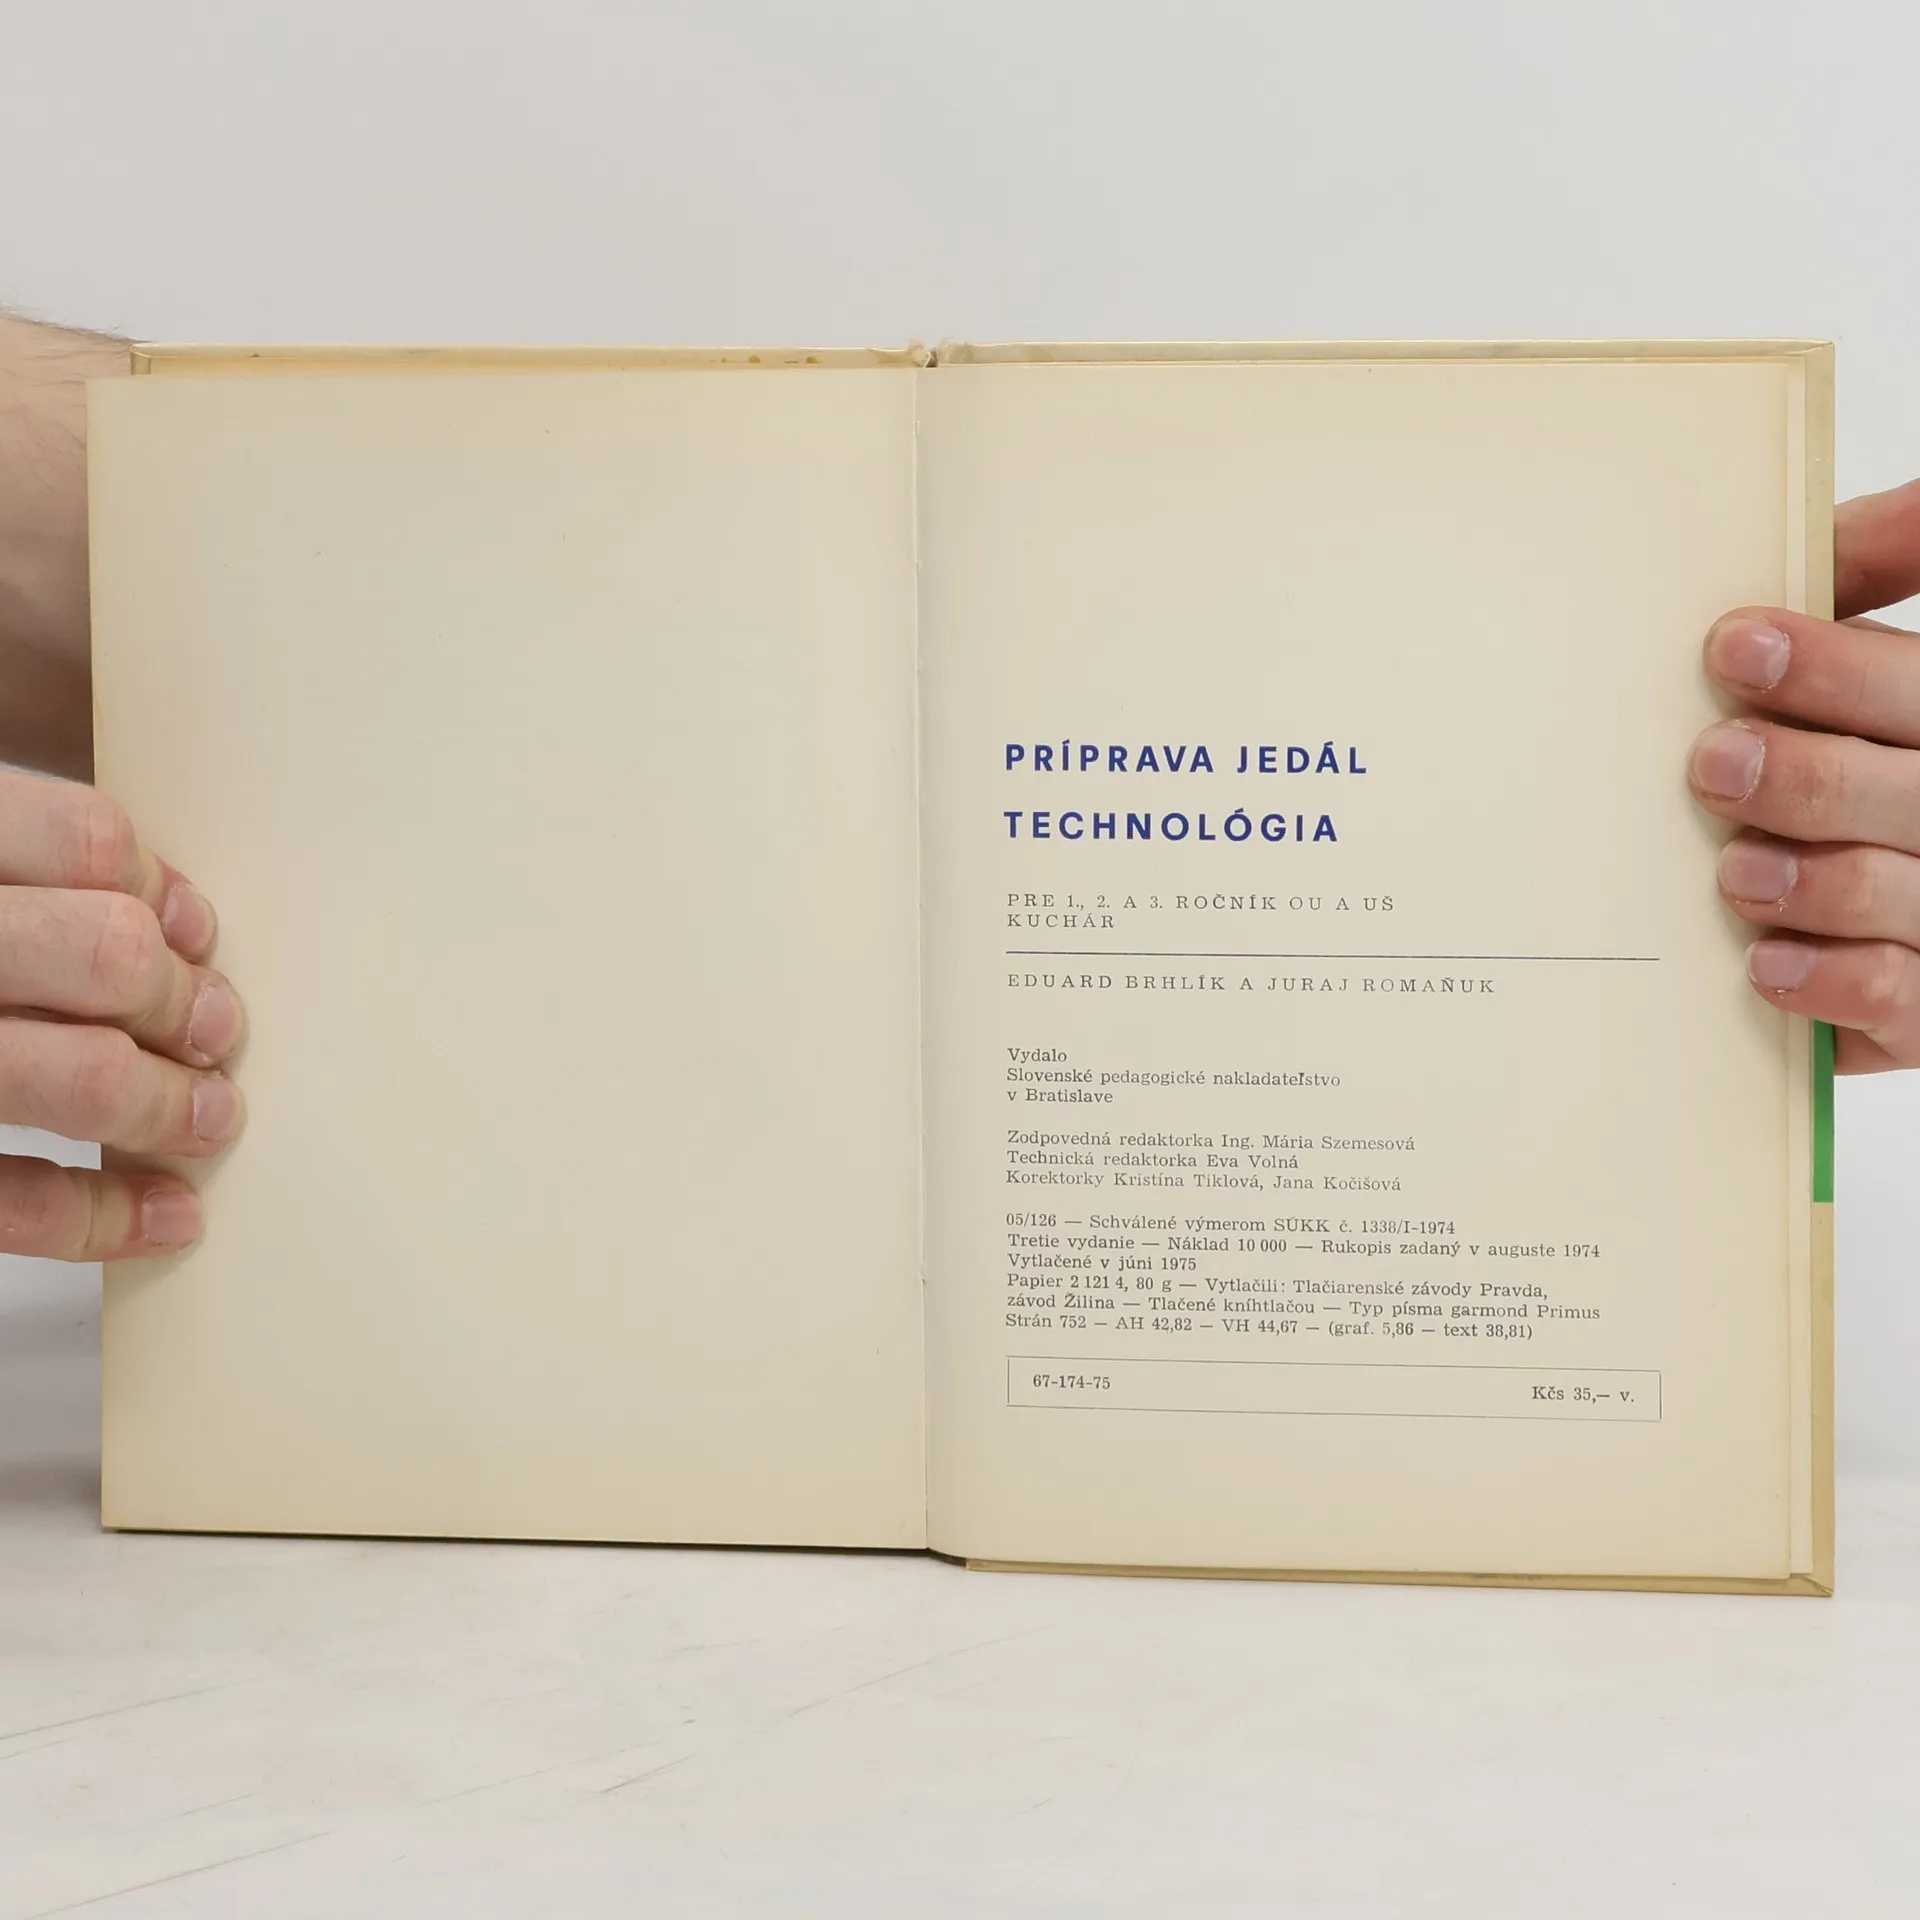 PRÍPRAVA JEDÁL
TECHNOLÓGIA
PRE 1., 2. A 3. ROČNÍK OU A UŠ
KUCHÁR
EDUARD BRHLÍK A JURAJ ROMAŇUK
Vydalo
Slovenské pedagogické nakladateľstvo
v Bratislave
Zodpovedná redaktorka Ing. Mária Szemesová
Technická redaktorka Eva Volná
Korektorky Kristína Tiklová, Jana Kočišová
05/126 — Schválené výmerom SÚKK č. 1338/I-1974
Tretie vydanie — Náklad 10 000 — Rukopis zadaný v auguste 1974
Vytlačené v júni 1975
Papier 2 121 4, 80 g — Vytlačili: Tlačiarenské závody Pravda,
závod Žilina — Tlačené kníhtlačou — Typ písma garmond Primus
Strán 752 — AH 42,82 — VH 44,67 — (graf. 5,86 — text 38,81)
67-174-75 Kčs 35,— v.